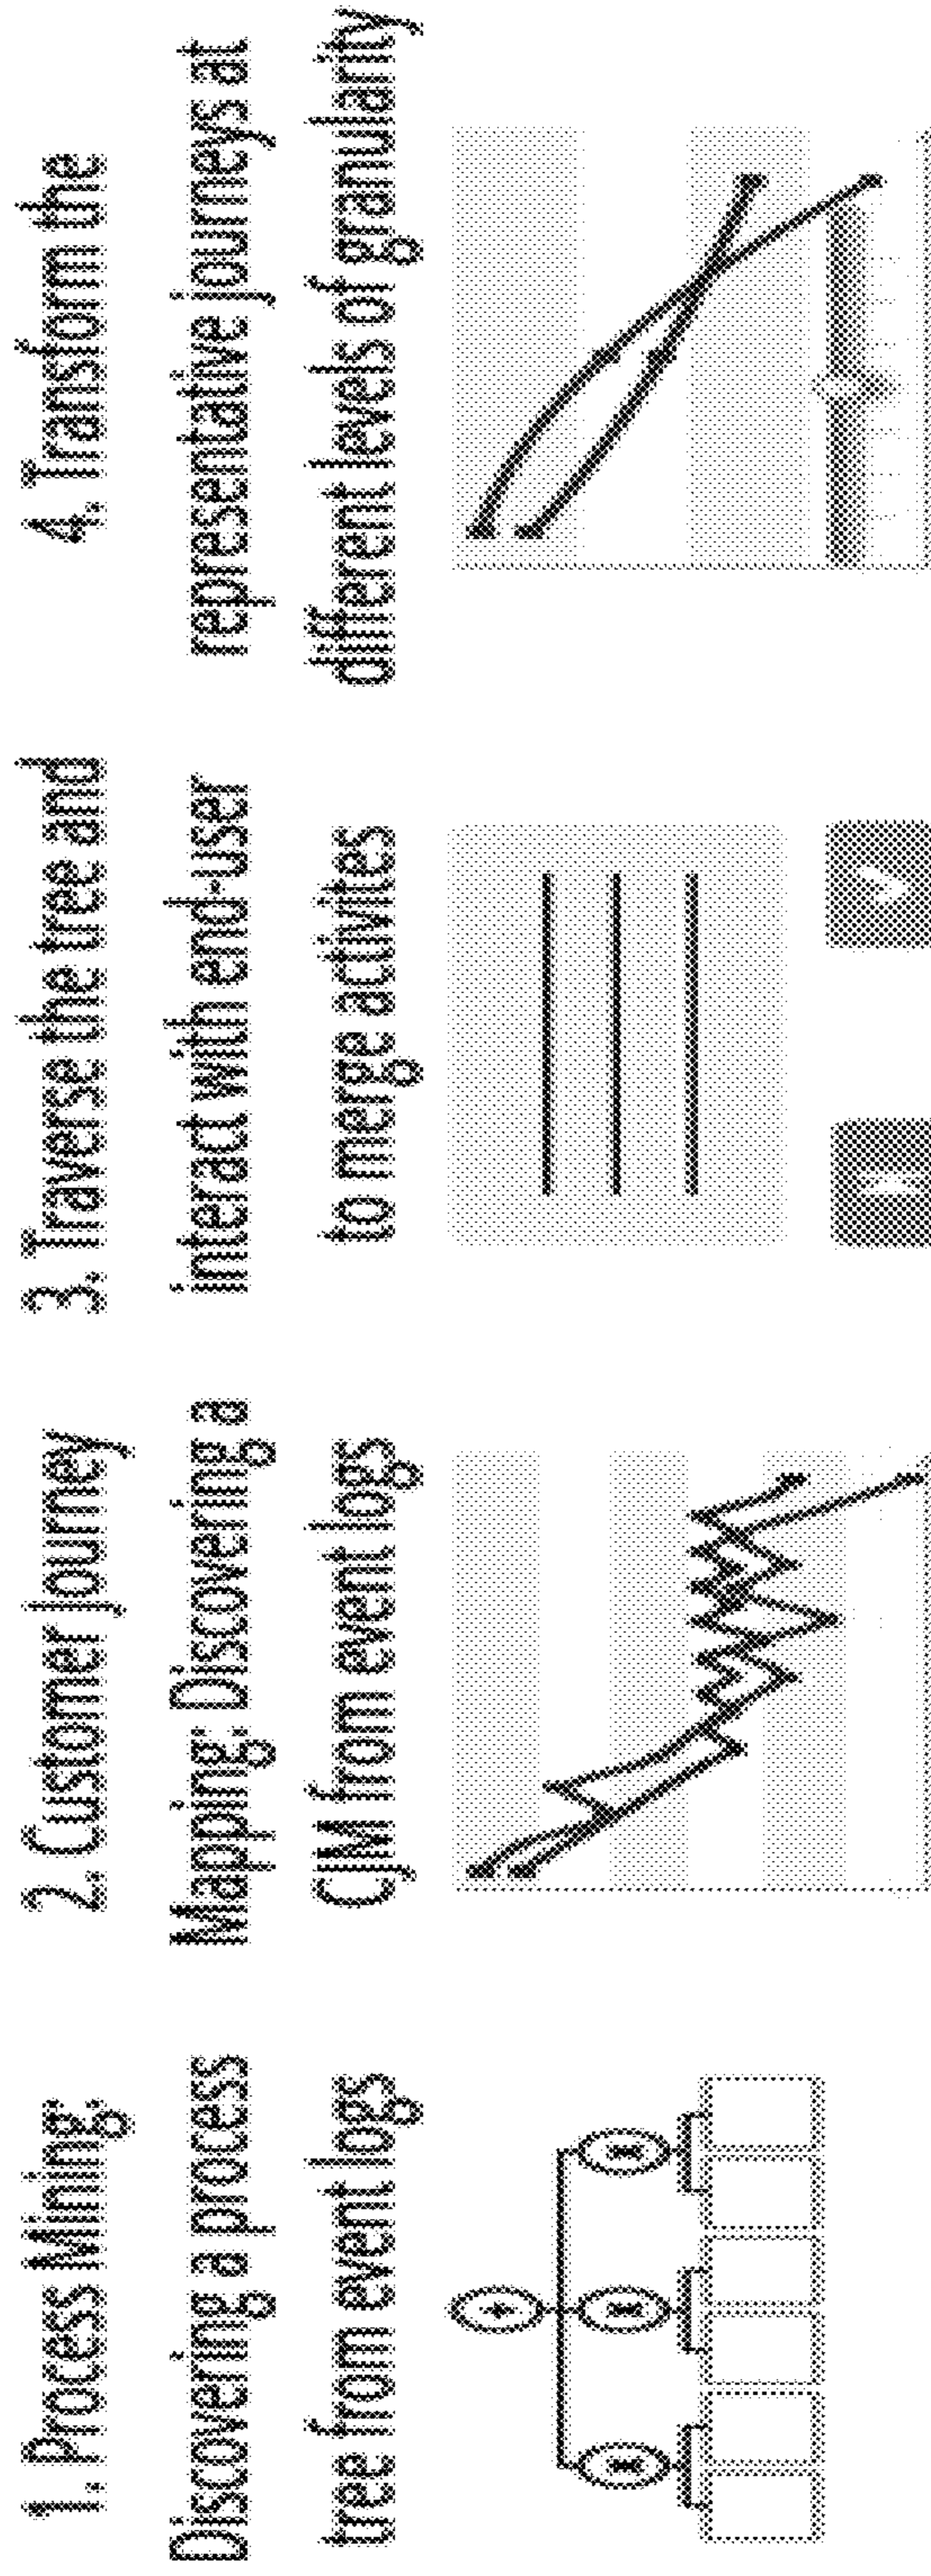 1. Process Mining:
Discovering a process
tree from event logs
2. Customer Journey
Mapping: Discovering a
CJM from event logs
3. Traverse the tree and
interact with end-user
to merge activites
4. Transform the
representative journeys at
different levels of granularity